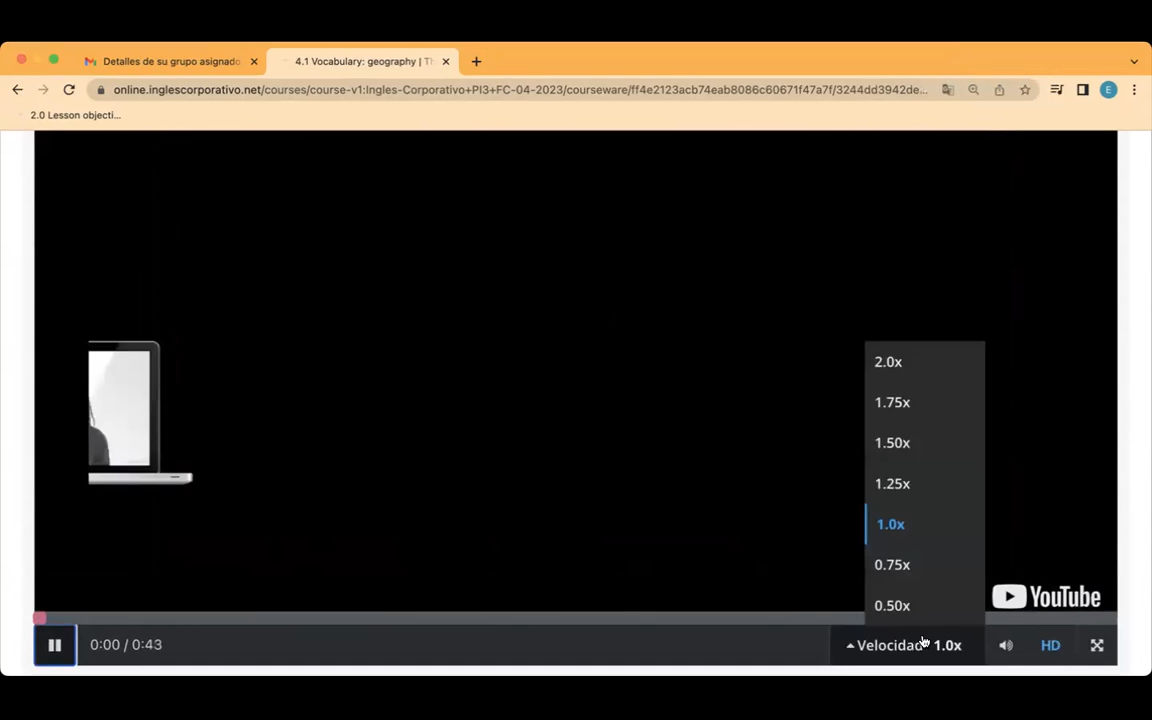 Detalles de su grupo asignado
4.1 Vocabulary: geography | Th
online.inglescorporativo.net/courses/course-v1:Ingles-Corporativo+PI3+FC-04-2023/courseware/ff4e2123acb74eab8086c60671f47a7f/3244dd3942de...
E
2.0 Lesson objecti...
2.0x
1.75x
1.50x
1.25x
1.0x
0.75x
0.50x
YouTube
0:00 / 0:43
Velocidad 1.0x
HD